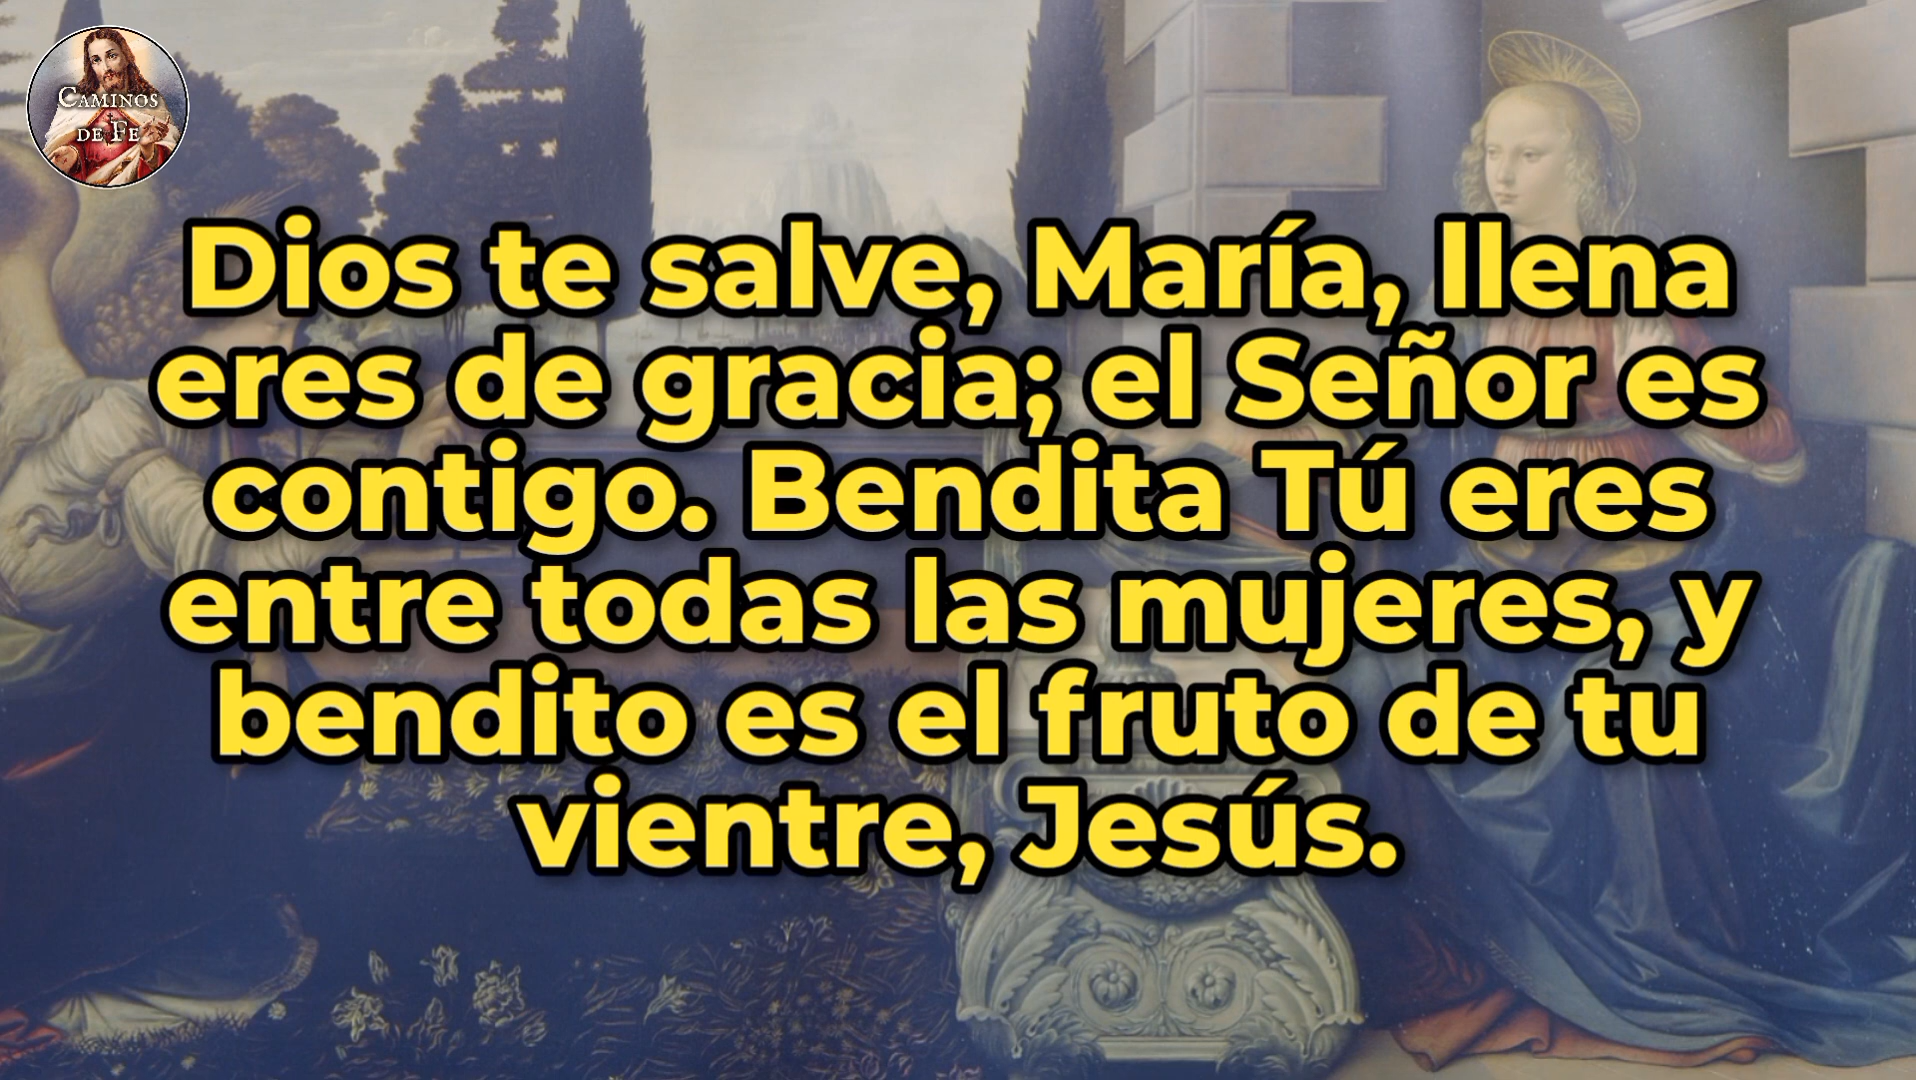 CAMINOS
DE FE
Dios te salve, María, llena
eres de gracia; el Señor es
contigo. Bendita Tú eres
entre todas las mujeres, y
bendito es el fruto de tu
vientre, Jesús.